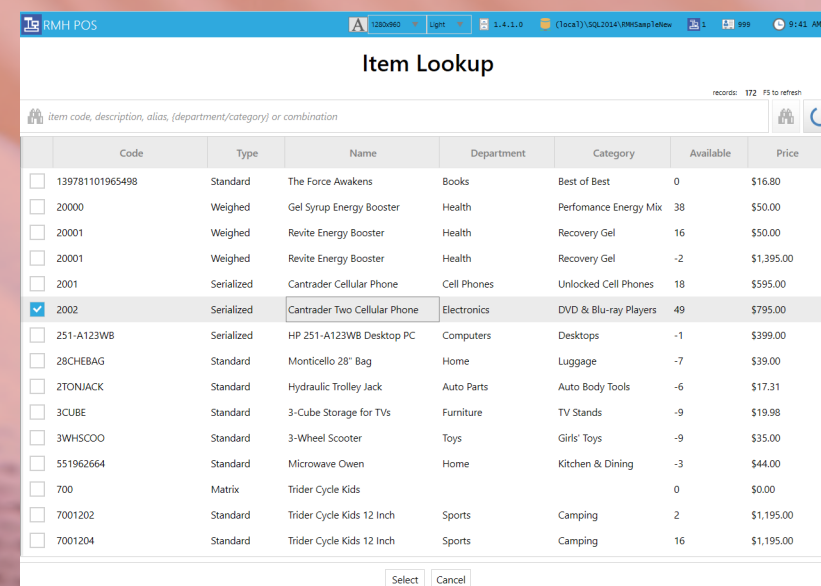 RMH POS A 1280x960 Light 1.4.1.0 (local)\SQL2014\RMHSampleNew 1 999 9:41 AM
Item Lookup
records: 172 F5 to refresh
item code, description, alias, {department/category} or combination
Code Type Name Department Category Available Price
139781101965498 Standard The Force Awakens Books Best of Best 0 $16.80
20000 Weighed Gel Syrup Energy Booster Health Perfomance Energy Mix 38 $50.00
20001 Weighed Revite Energy Booster Health Recovery Gel 16 $50.00
20001 Weighed Revite Energy Booster Health Recovery Gel -2 $1,395.00
2001 Serialized Cantrader Cellular Phone Cell Phones Unlocked Cell Phones 18 $595.00
2002 Serialized Cantrader Two Cellular Phone Electronics DVD & Blu-ray Players 49 $795.00
251-A123WB Serialized HP 251-A123WB Desktop PC Computers Desktops -1 $399.00
28CHEBAG Standard Monticello 28" Bag Home Luggage -7 $39.00
2TONJACK Standard Hydraulic Trolley Jack Auto Parts Auto Body Tools -6 $17.31
3CUBE Standard 3-Cube Storage for TVs Furniture TV Stands -9 $19.98
3WHSCOO Standard 3-Wheel Scooter Toys Girls' Toys -9 $35.00
551962664 Standard Microwave Owen Home Kitchen & Dining -3 $44.00
700 Matrix Trider Cycle Kids 0 $0.00
7001202 Standard Trider Cycle Kids 12 Inch Sports Camping 2 $1,195.00
7001204 Standard Trider Cycle Kids 12 Inch Sports Camping 16 $1,195.00
Select Cancel